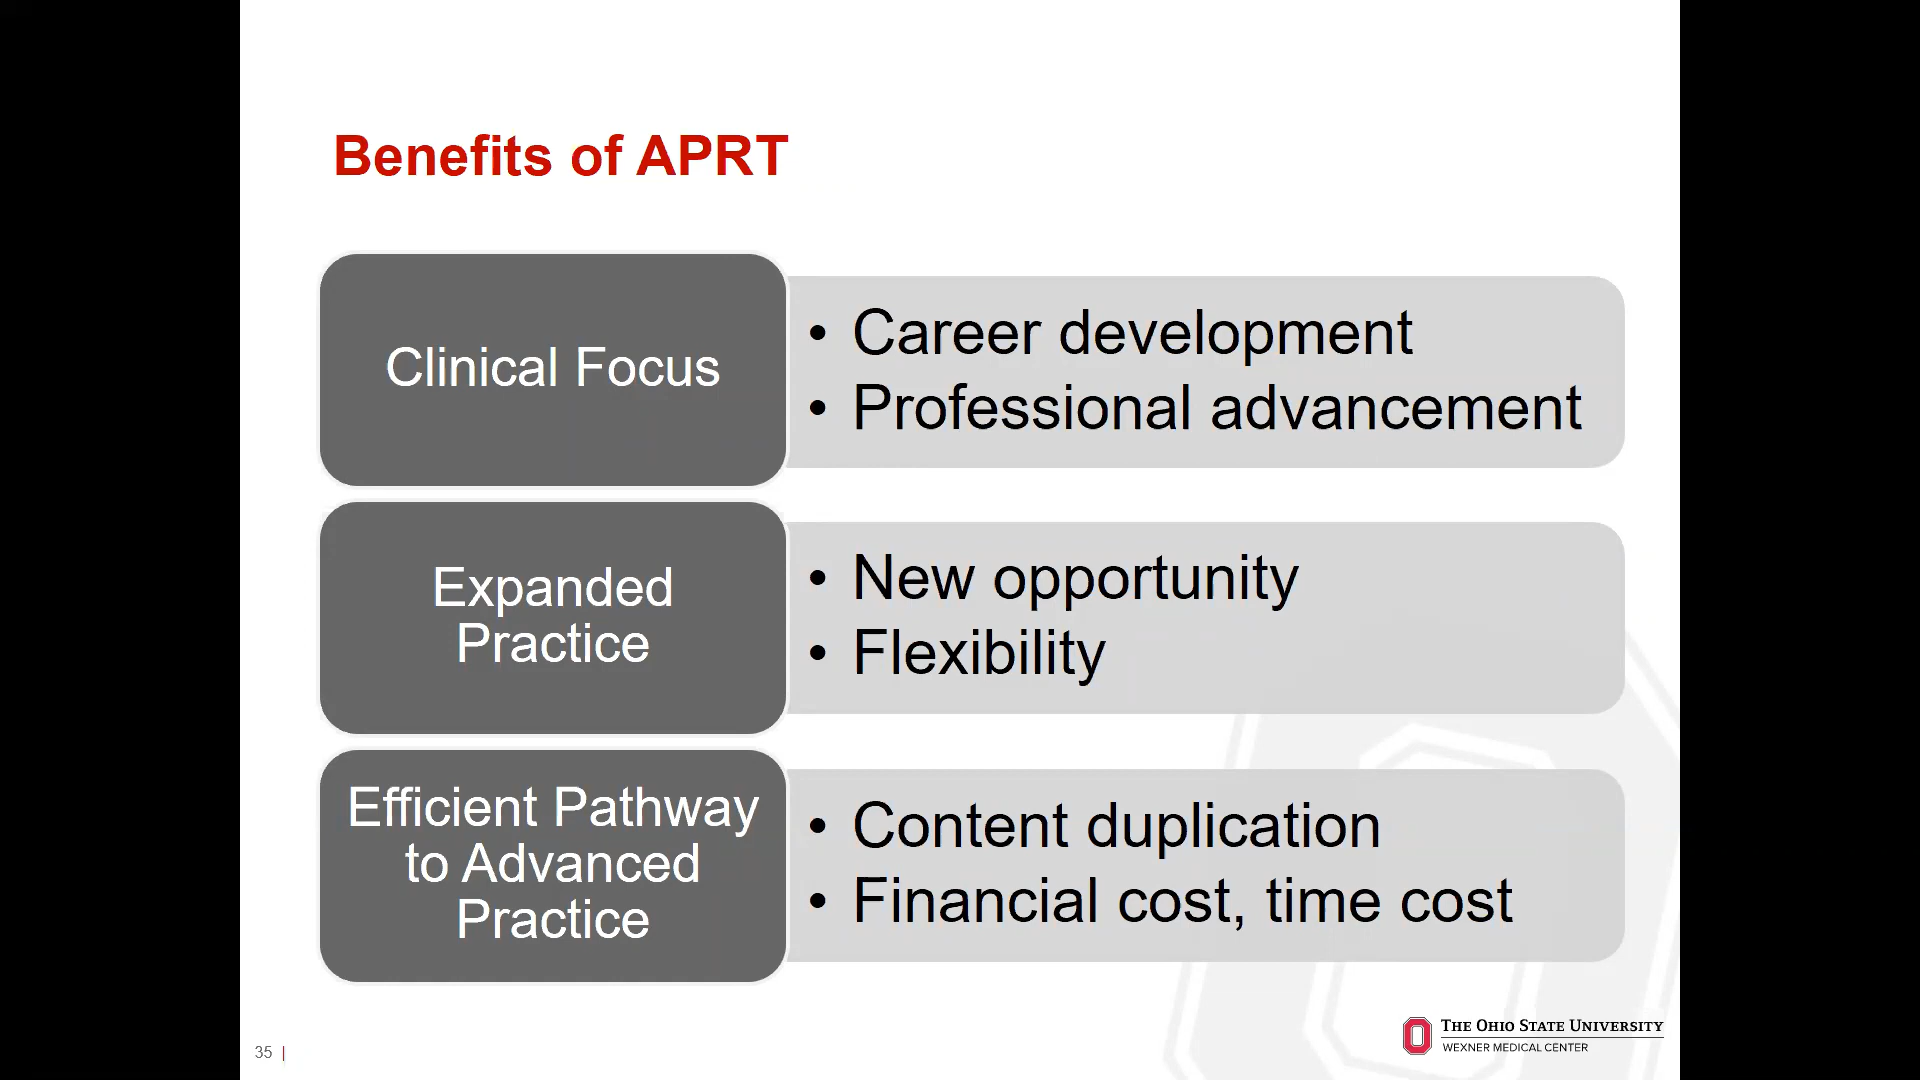 Benefits of APRT
Clinical Focus
• Career development
• Professional advancement
Expanded
Practice
• New opportunity
• Flexibility
Efficient Pathway
to Advanced
Practice
• Content duplication
• Financial cost, time cost
35 |
THE OHIO STATE UNIVERSITY
WEXNER MEDICAL CENTER